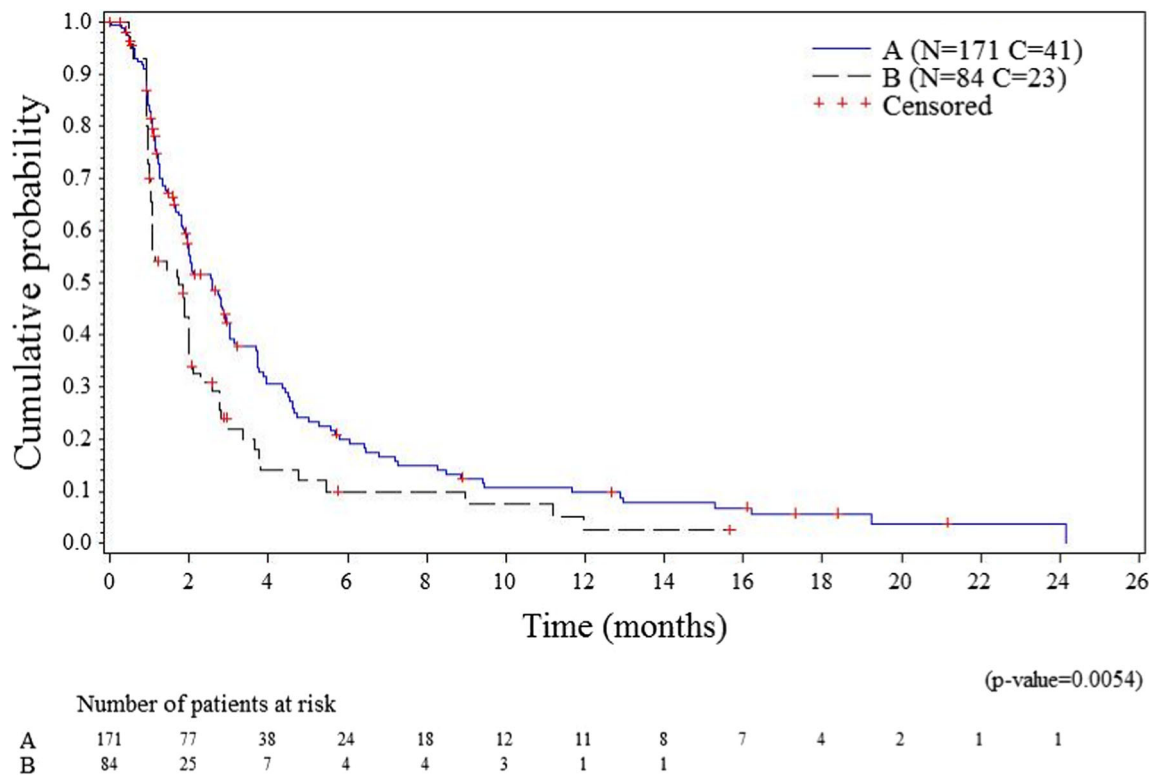 1.0
0.9
0.8
0.7
0.6
0.5
0.4
0.3
0.2
0.1
0.0
Cumulative probability
A (N=171 C=41)
B (N=84 C=23)
Censored
0 2 4 6 8 10 12 14 16 18 20 22 24 26
Time (months)
(p-value=0.0054)
Number of patients at risk
A 171 77 38 24 18 12 11 8 7 4 2 1 1
B 84 25 7 4 4 3 1 1